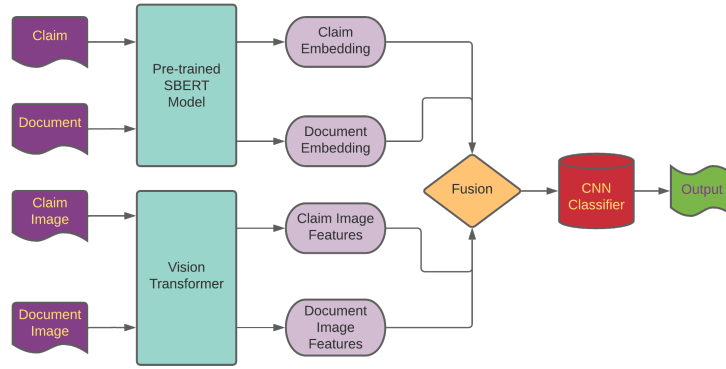 Claim
Pre-trained
SBERT
Model
Claim
Embedding
Document
Document
Embedding
Claim
Image
Vision
Transformer
Claim Image
Features
Document
Image
Document
Image
Features
Fusion
CNN
Classifier
Output